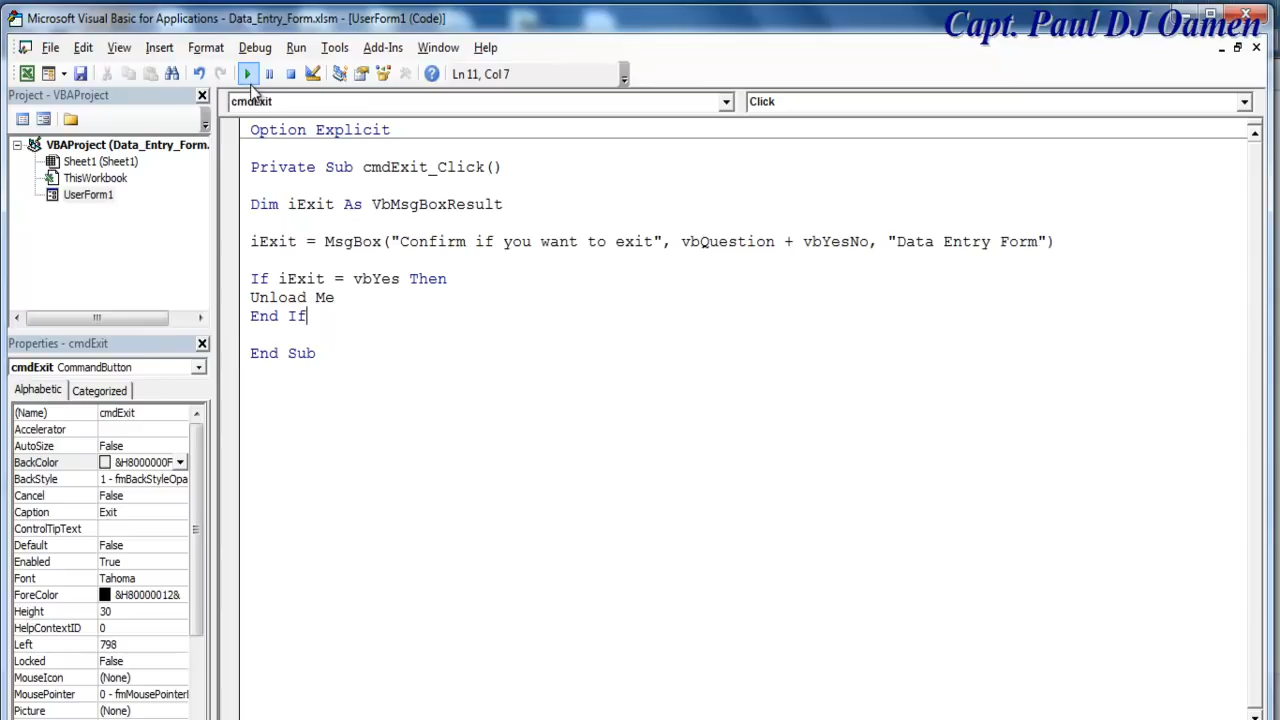 Microsoft Visual Basic for Applications - Data_Entry_Form.xlsm - [UserForm1 (Code)]
Capt. Paul DJ Oamen
File Edit View Insert Format Debug Run Tools Add-Ins Window Help
Ln 11, Col 7
Project - VBAProject
cmdExit
Click
VBAProject (Data_Entry_Form.
Sheet1 (Sheet1)
ThisWorkbook
UserForm1
Option Explicit
Private Sub cmdExit_Click()
Dim iExit As VbMsgBoxResult
iExit = MsgBox("Confirm if you want to exit", vbQuestion + vbYesNo, "Data Entry Form")
If iExit = vbYes Then
Unload Me
End If
End Sub
Properties - cmdExit
cmdExit CommandButton
Alphabetic Categorized
(Name) cmdExit
Accelerator
AutoSize False
BackColor &H8000000F
BackStyle 1 - fmBackStyleOpa
Cancel False
Caption Exit
ControlTipText
Default False
Enabled True
Font Tahoma
ForeColor &H80000012&
Height 30
HelpContextID 0
Left 798
Locked False
MouseIcon (None)
MousePointer 0 - fmMousePointerI
Picture (None)